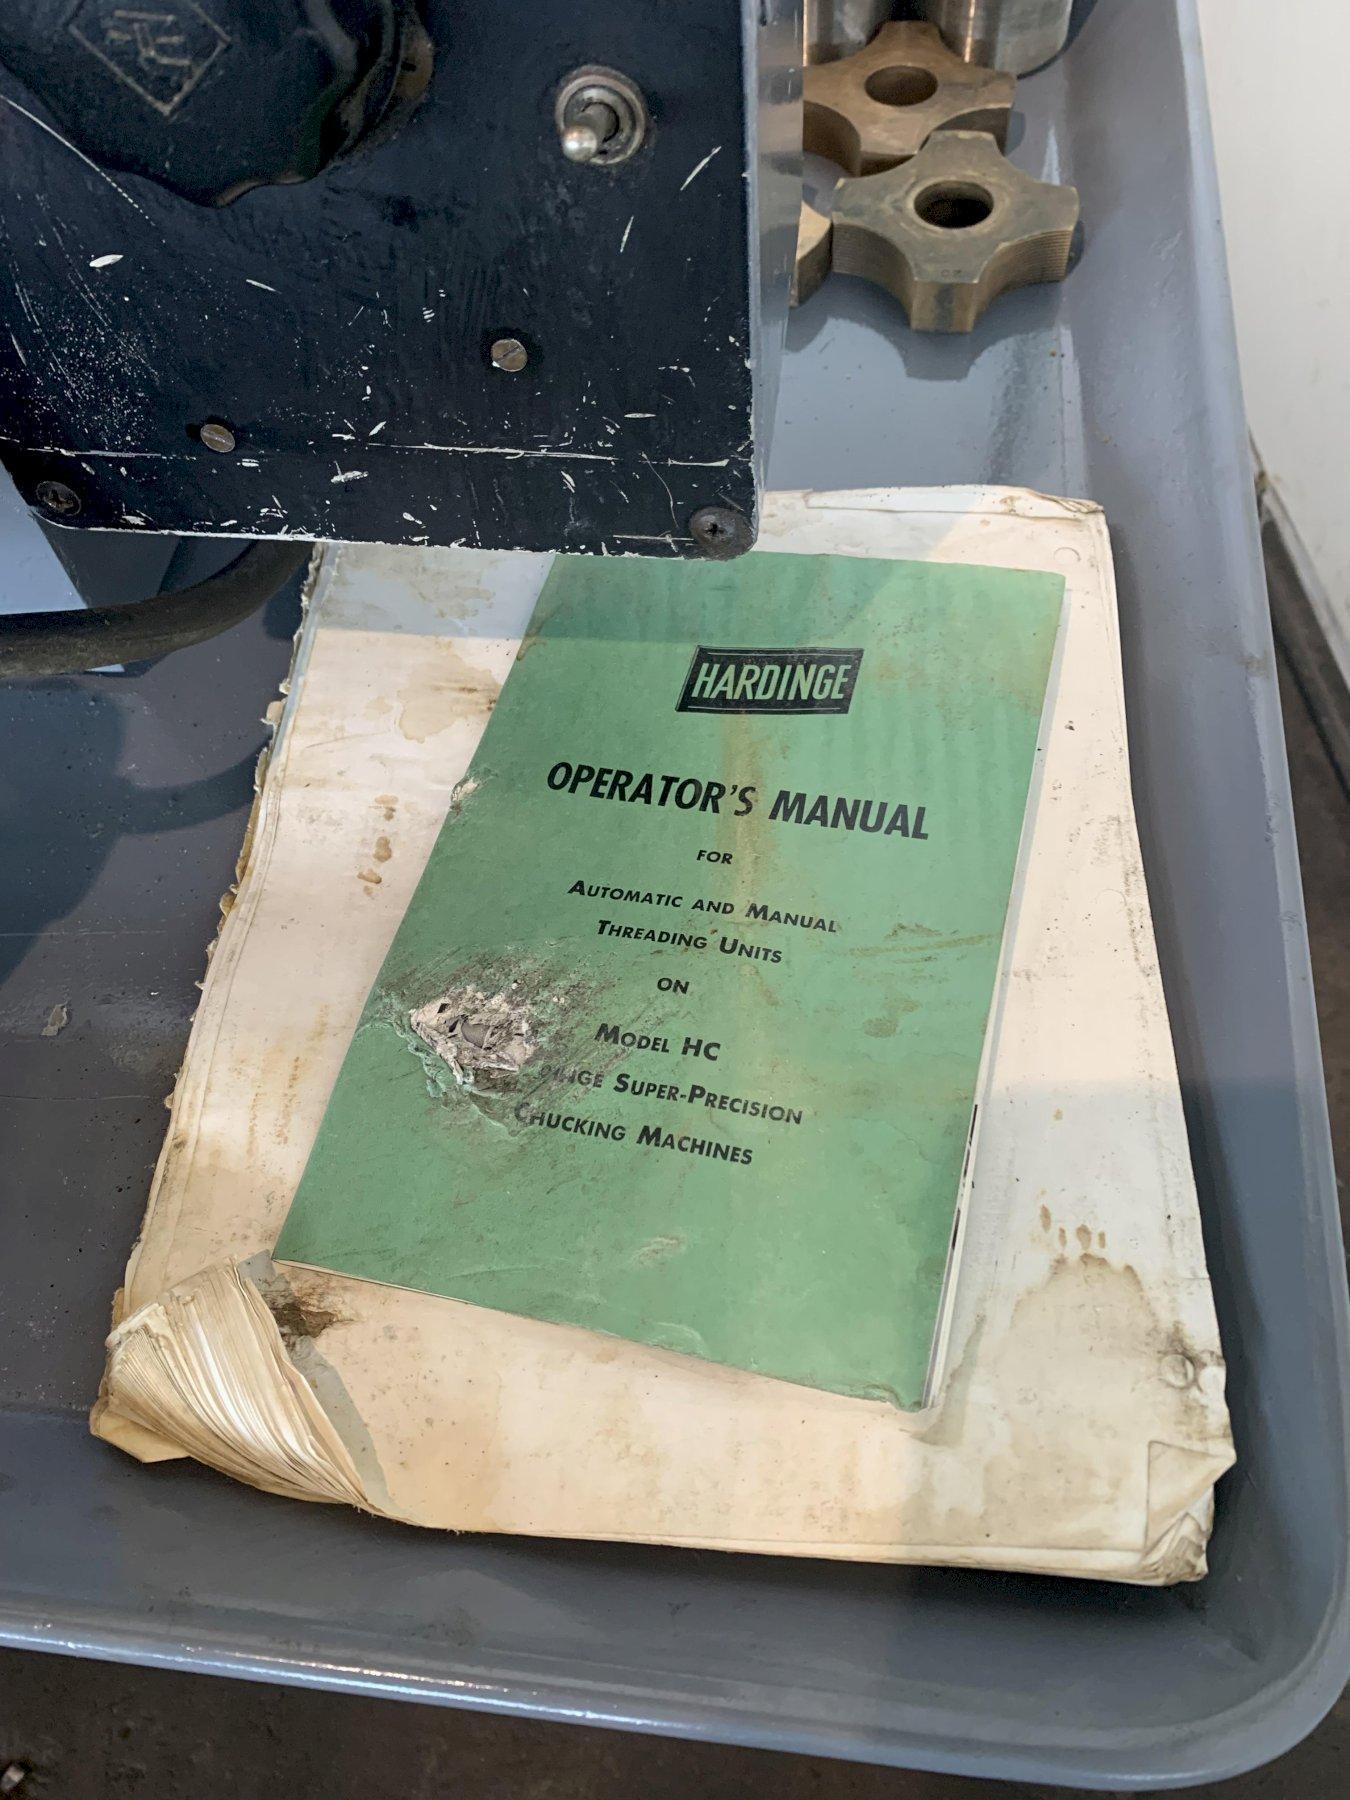 HARDINGE
OPERATOR'S MANUAL
FOR
AUTOMATIC AND MANUAL
THREADING UNITS
ON
MODEL HC
SUPER-PRECISION
CHUCKING MACHINES